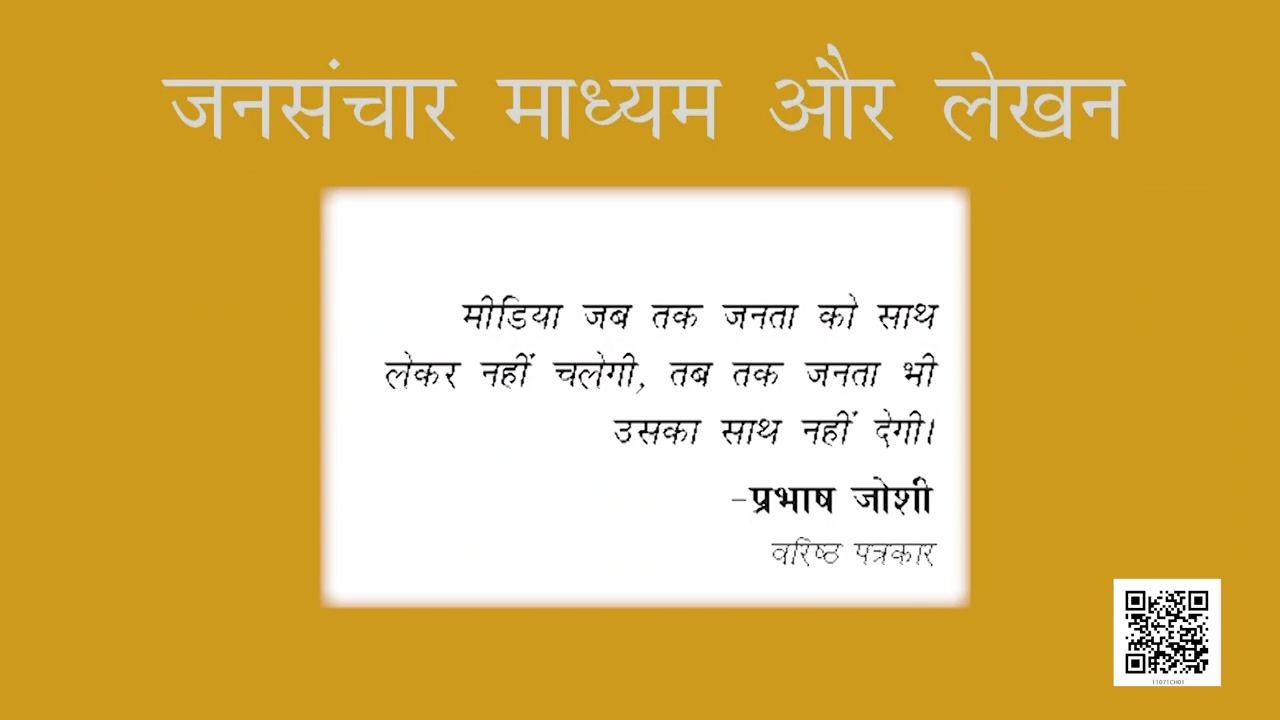 जनसंचार माध्यम और लेखन
मीडिया जब तक जनता को साथ
लेकर नहीं चलेगी, तब तक जनता भी
उसका साथ नहीं देगी।
–प्रभाष जोशी
वरिष्ठ पत्रकार
11071CH01